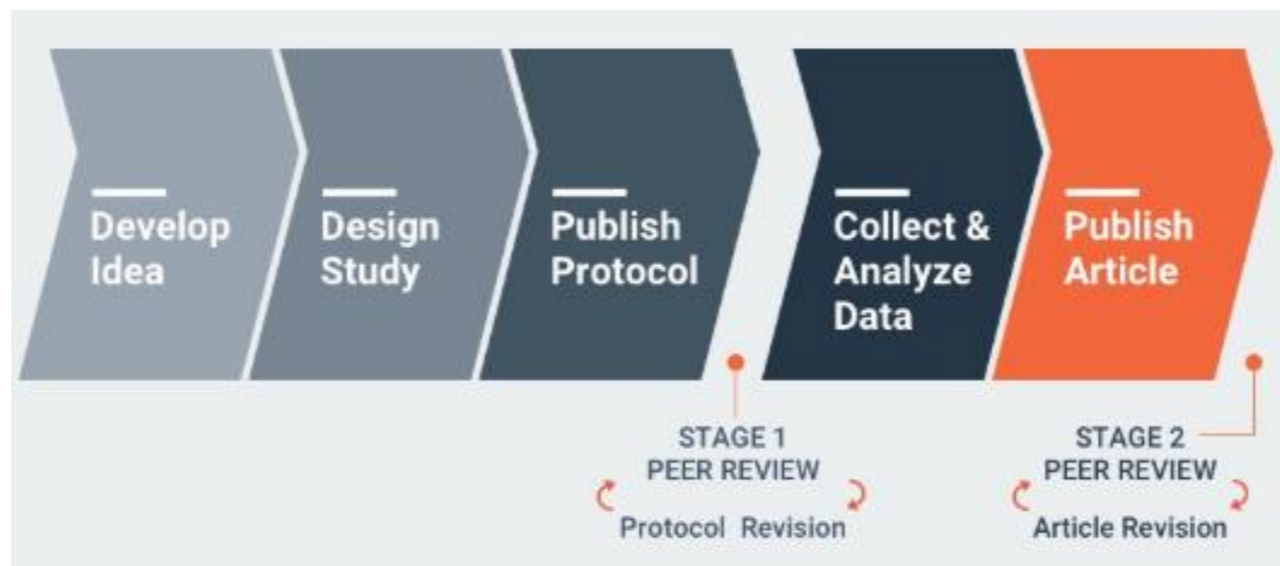 Develop
Idea
Design
Study
Publish
Protocol
Collect &
Analyze
Data
Publish
Article
STAGE 1
PEER REVIEW
Protocol Revision
STAGE 2
PEER REVIEW
Article Revision